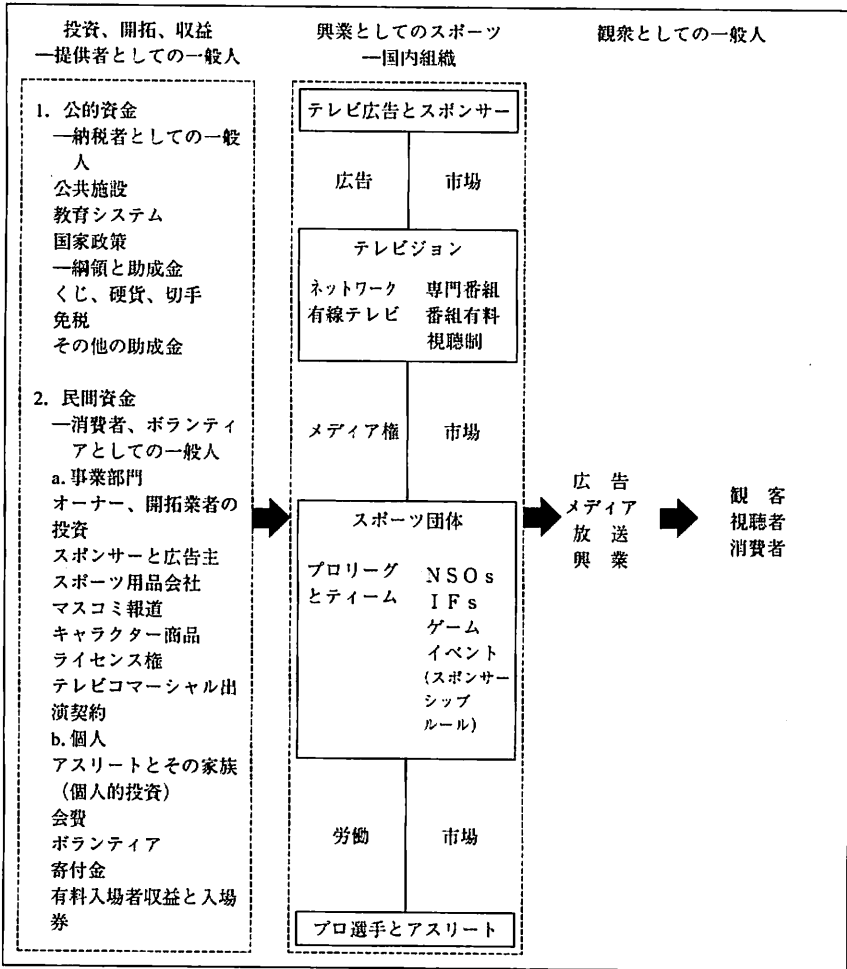 投資、開拓、収益
―提供者としての一般人
1. 公的資金
―納税者としての一般
人
公共施設
教育システム
国家政策
―綱領と助成金
くじ、硬貨、切手
免税
その他の助成金
2. 民間資金
―消費者、ボランティ
アとしての一般人
a. 事業部門
オーナー、開拓業者の
投資
スポンサーと広告主
スポーツ用品会社
マスコミ報道
キャラクター商品
ライセンス権
テレビコマーシャル出
演契約
b. 個人
アスリートとその家族
（個人的投資）
会費
ボランティア
寄付金
有料入場者収益と入場
券
興業としてのスポーツ
―国内組織
テレビ広告とスポンサー
広告 市場
テレビジョン
ネットワーク 専門番組
有線テレビ 番組有料
視聴制
メディア権 市場
スポーツ団体
プロリーグ NSOs
とティーム IFs
ゲーム
イベント
(スポンサー
シップ
ルール)
労働 市場
プロ選手とアスリート
観衆としての一般人
広告
メディア
放送
興業
観客
視聴者
消費者